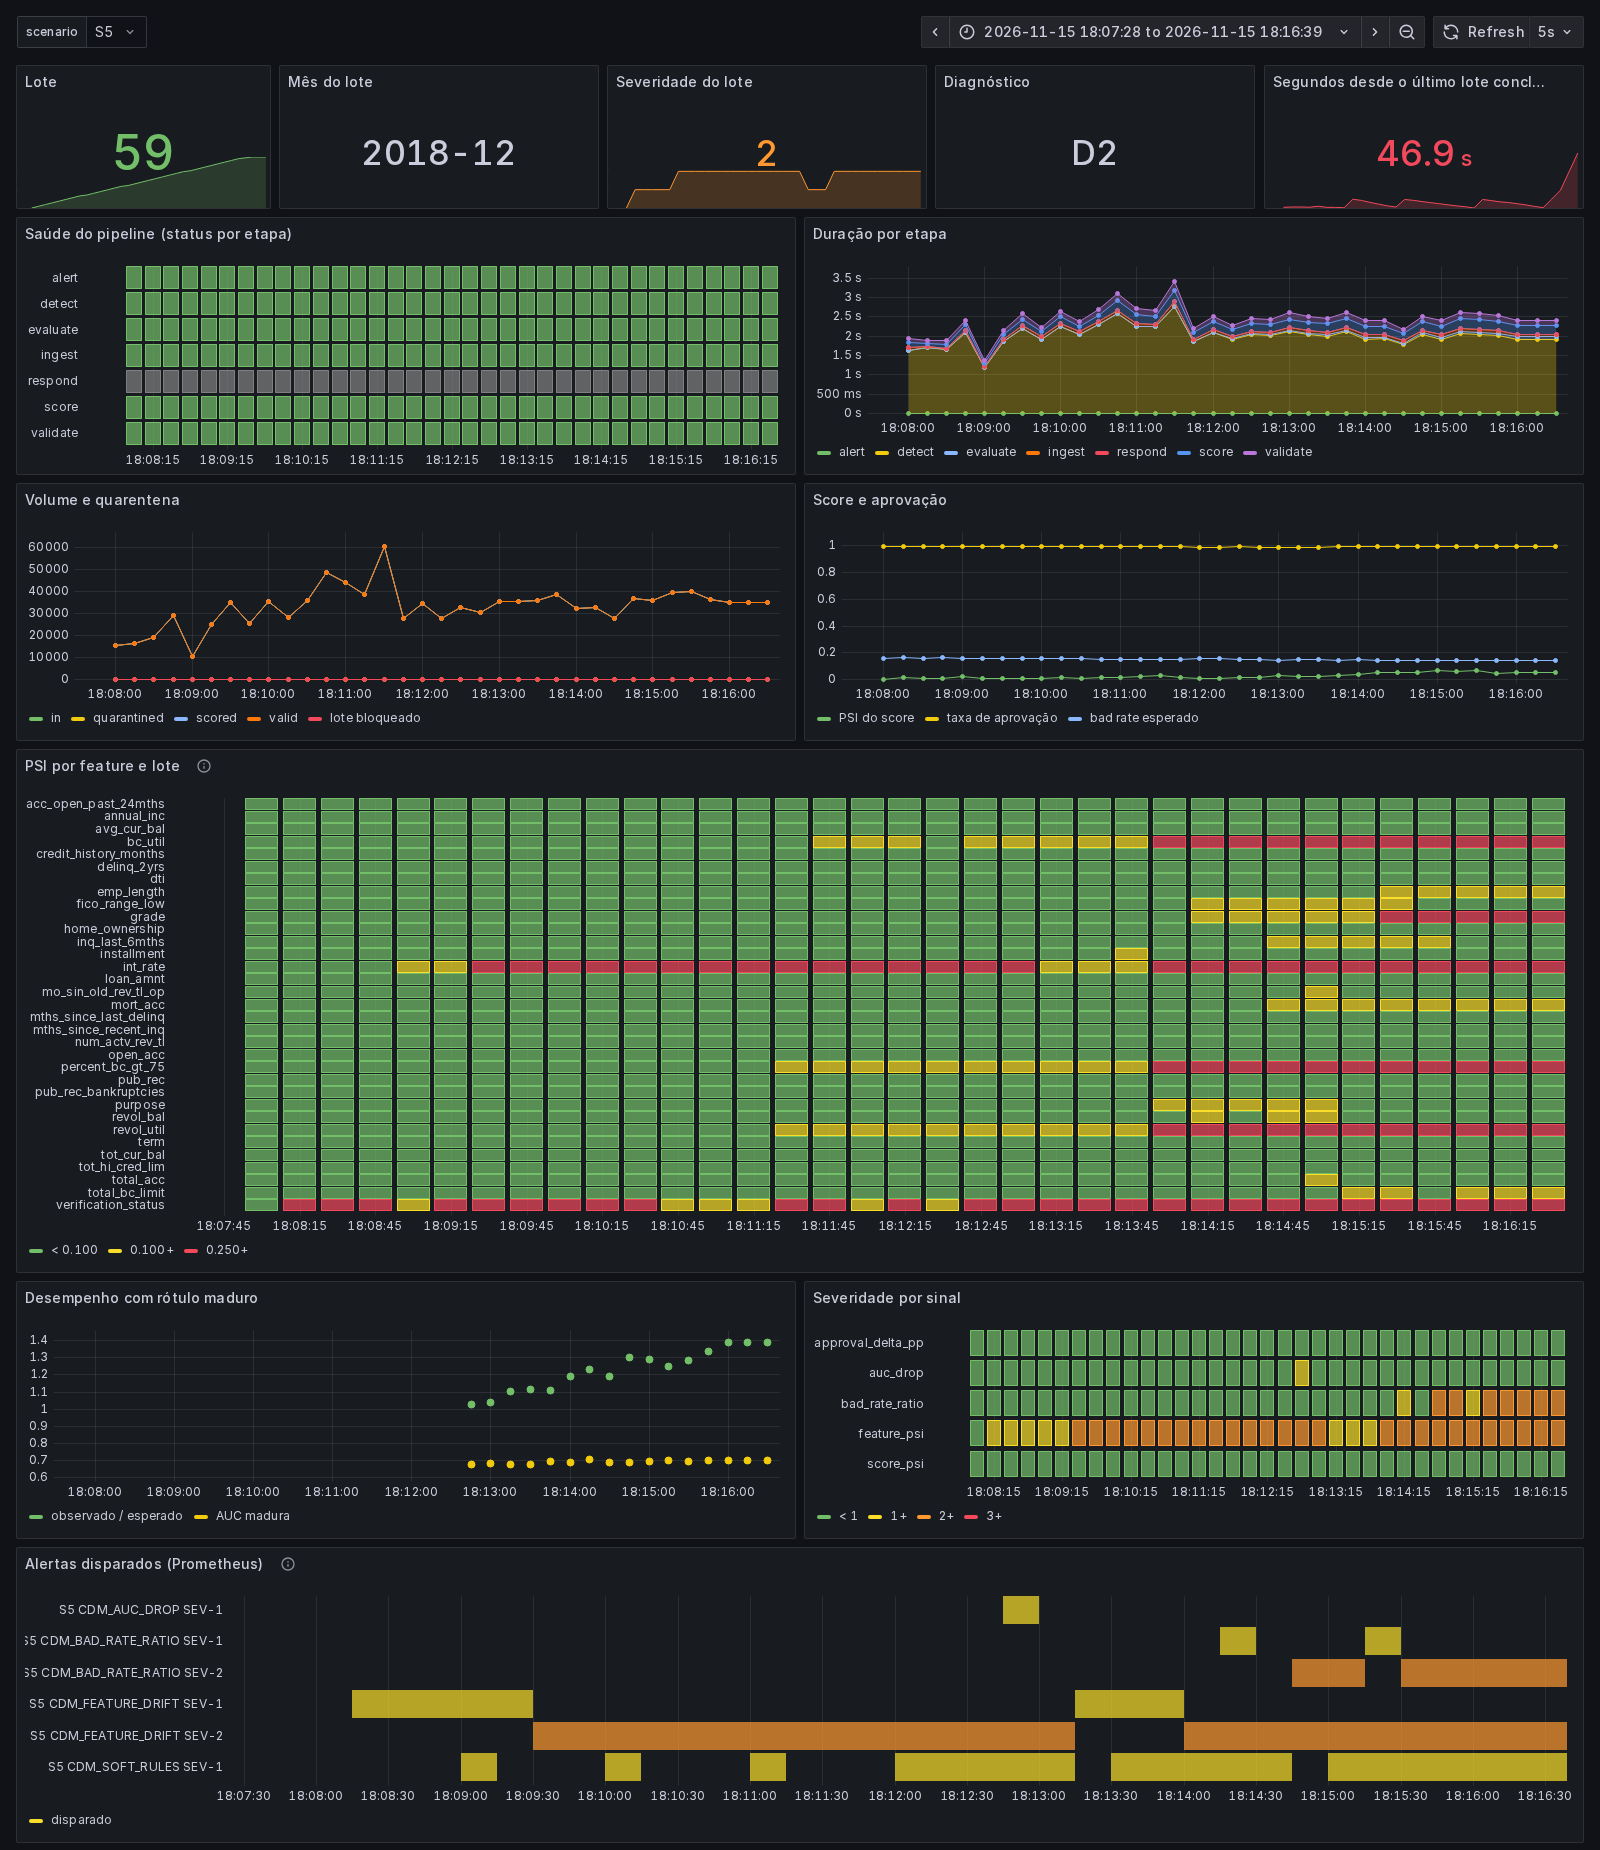 scenario S5
2026-11-15 18:07:28 to 2026-11-15 18:16:39 Refresh 5s
Lote
59
Mês do lote
2018-12
Severidade do lote
2
Diagnóstico
D2
Segundos desde o último lote concl...
46.9 s
Saúde do pipeline (status por etapa)
alert
detect
evaluate
ingest
respond
score
validate
18:08:15 18:09:15 18:10:15 18:11:15 18:12:15 18:13:15 18:14:15 18:15:15 18:16:15
Duração por etapa
3.5 s
3 s
2.5 s
2 s
1.5 s
1 s
500 ms
0 s
18:08:00 18:09:00 18:10:00 18:11:00 18:12:00 18:13:00 18:14:00 18:15:00 18:16:00
alert detect evaluate ingest respond score validate
Volume e quarentena
60000
50000
40000
30000
20000
10000
0
18:08:00 18:09:00 18:10:00 18:11:00 18:12:00 18:13:00 18:14:00 18:15:00 18:16:00
in quarantined scored valid lote bloqueado
Score e aprovação
1
0.8
0.6
0.4
0.2
0
18:08:00 18:09:00 18:10:00 18:11:00 18:12:00 18:13:00 18:14:00 18:15:00 18:16:00
PSI do score taxa de aprovação bad rate esperado
PSI por feature e lote
acc_open_past_24mths
annual_inc
avg_cur_bal
bc_util
credit_history_months
delinq_2yrs
dti
emp_length
fico_range_low
grade
home_ownership
inq_last_6mths
installment
int_rate
loan_amnt
mo_sin_old_rev_tl_op
mort_acc
mths_since_last_delinq
mths_since_recent_inq
num_actv_rev_tl
open_acc
percent_bc_gt_75
pub_rec
pub_rec_bankruptcies
purpose
revol_bal
revol_util
term
tot_cur_bal
tot_hi_cred_lim
total_acc
total_bc_limit
verification_status
18:07:45 18:08:15 18:08:45 18:09:15 18:09:45 18:10:15 18:10:45 18:11:15 18:11:45 18:12:15 18:12:45 18:13:15 18:13:45 18:14:15 18:14:45 18:15:15 18:15:45 18:16:15
< 0.100 0.100+ 0.250+
Desempenho com rótulo maduro
1.4
1.3
1.2
1.1
1
0.9
0.8
0.7
0.6
18:08:00 18:09:00 18:10:00 18:11:00 18:12:00 18:13:00 18:14:00 18:15:00 18:16:00
observado / esperado AUC madura
Severidade por sinal
approval_delta_pp
auc_drop
bad_rate_ratio
feature_psi
score_psi
18:08:15 18:09:15 18:10:15 18:11:15 18:12:15 18:13:15 18:14:15 18:15:15 18:16:15
< 1 1+ 2+ 3+
Alertas disparados (Prometheus)
S5 CDM_AUC_DROP SEV-1
S5 CDM_BAD_RATE_RATIO SEV-1
S5 CDM_BAD_RATE_RATIO SEV-2
S5 CDM_FEATURE_DRIFT SEV-1
S5 CDM_FEATURE_DRIFT SEV-2
S5 CDM_SOFT_RULES SEV-1
18:07:30 18:08:00 18:08:30 18:09:00 18:09:30 18:10:00 18:10:30 18:11:00 18:11:30 18:12:00 18:12:30 18:13:00 18:13:30 18:14:00 18:14:30 18:15:00 18:15:30 18:16:00 18:16:30
disparado